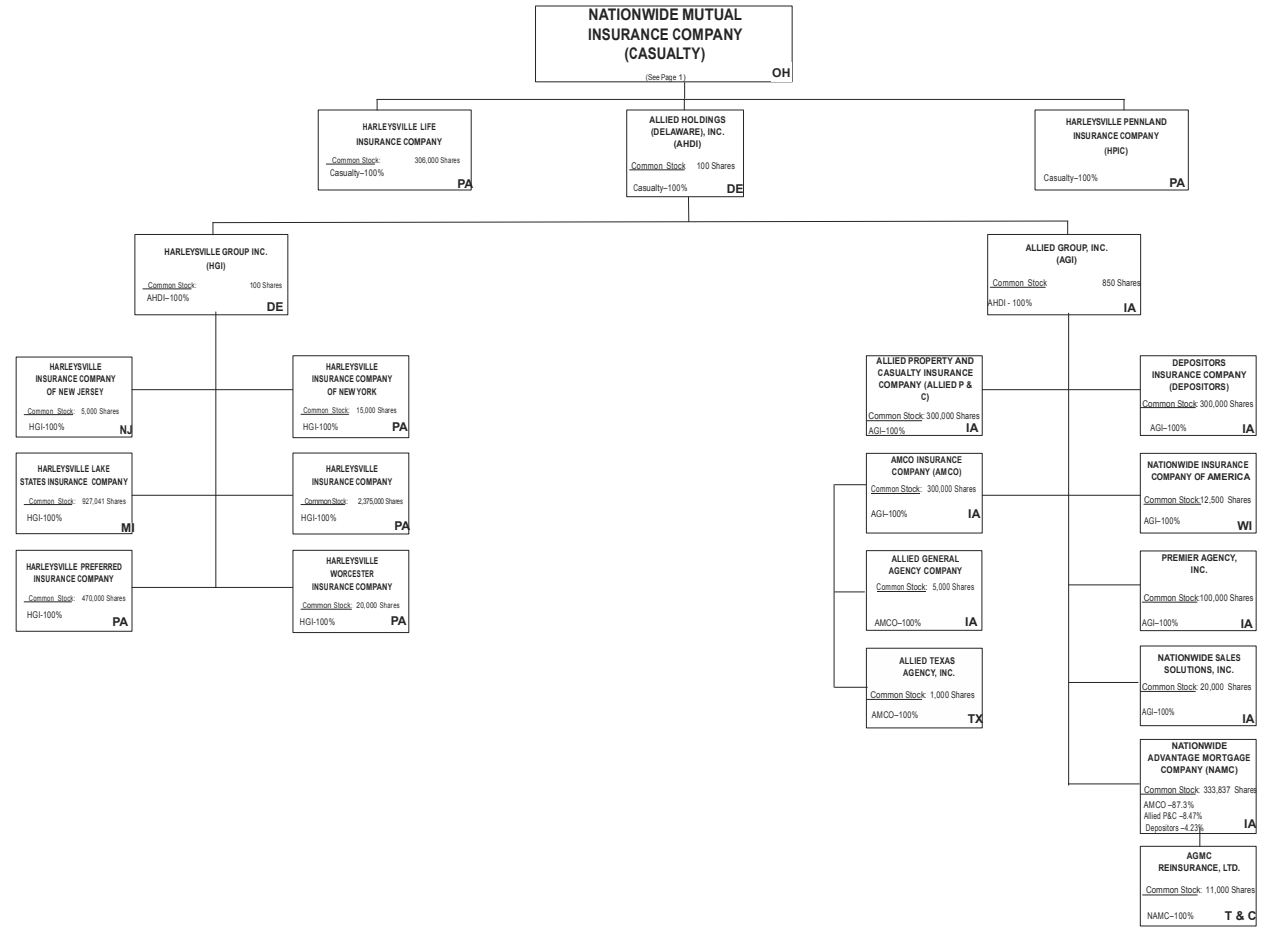 NATIONWIDE MUTUAL
INSURANCE COMPANY
(CASUALTY)
(See Page 1)
OH
HARLEYSVILLE LIFE
INSURANCE COMPANY
Common Stock: 306,000 Shares
Casualty–100%
PA
ALLIED HOLDINGS
(DELAWARE), INC.
(AHDI)
Common Stock 100 Shares
Casualty–100%
DE
HARLEYSVILLE PENNLAND
INSURANCE COMPANY
(HPIC)
Casualty–100%
PA
HARLEYSVILLE GROUP INC.
(HGI)
Common Stock: 100 Shares
AHDI–100%
DE
ALLIED GROUP, INC.
(AGI)
Common Stock 850 Shares
AHDI - 100%
IA
HARLEYSVILLE
INSURANCE COMPANY
OF NEW JERSEY
Common Stock: 5,000 Shares
HGI-100%
NJ
HARLEYSVILLE
INSURANCE COMPANY
OF NEW YORK
Common Stock: 15,000 Shares
HGI-100%
PA
HARLEYSVILLE LAKE
STATES INSURANCE COMPANY
Common Stock: 927,041 Shares
HGI-100%
MI
HARLEYSVILLE
INSURANCE COMPANY
Common Stock: 2,375,000 Shares
HGI-100%
PA
HARLEYSVILLE PREFERRED
INSURANCE COMPANY
Common Stock: 470,000 Shares
HGI-100%
PA
HARLEYSVILLE
WORCESTER
INSURANCE COMPANY
Common Stock: 20,000 Shares
HGI-100%
PA
ALLIED PROPERTY AND
CASUALTY INSURANCE
COMPANY (ALLIED P &
C)
Common Stock: 300,000 Shares
AGI–100%
IA
DEPOSITORS
INSURANCE COMPANY
(DEPOSITORS)
Common Stock: 300,000 Shares
AGI–100%
IA
AMCO INSURANCE
COMPANY (AMCO)
Common Stock: 300,000 Shares
AGI–100%
IA
NATIONWIDE INSURANCE
COMPANY OF AMERICA
Common Stock: 12,500 Shares
AGI–100%
WI
ALLIED GENERAL
AGENCY COMPANY
Common Stock: 5,000 Shares
AMCO–100%
IA
PREMIER AGENCY,
INC.
Common Stock: 100,000 Shares
AGI–100%
IA
ALLIED TEXAS
AGENCY, INC.
Common Stock: 1,000 Shares
AMCO–100%
TX
NATIONWIDE SALES
SOLUTIONS, INC.
Common Stock: 20,000 Shares
AGI–100%
IA
NATIONWIDE
ADVANTAGE MORTGAGE
COMPANY (NAMC)
Common Stock: 333,837 Shares
AMCO –87.3%
Allied P&C –8.47%
Depositors –4.23%
IA
AGMC
REINSURANCE, LTD.
Common Stock: 11,000 Shares
NAMC–100%
T & C